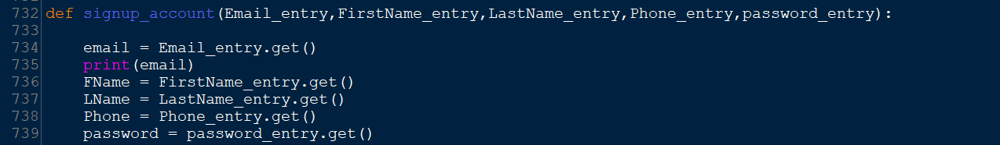 732 def signup_account(Email_entry,FirstName_entry,LastName_entry,Phone_entry,password_entry):
733
734     email = Email_entry.get()
735     print(email)
736     FName = FirstName_entry.get()
737     LName = LastName_entry.get()
738     Phone = Phone_entry.get()
739     password = password_entry.get()